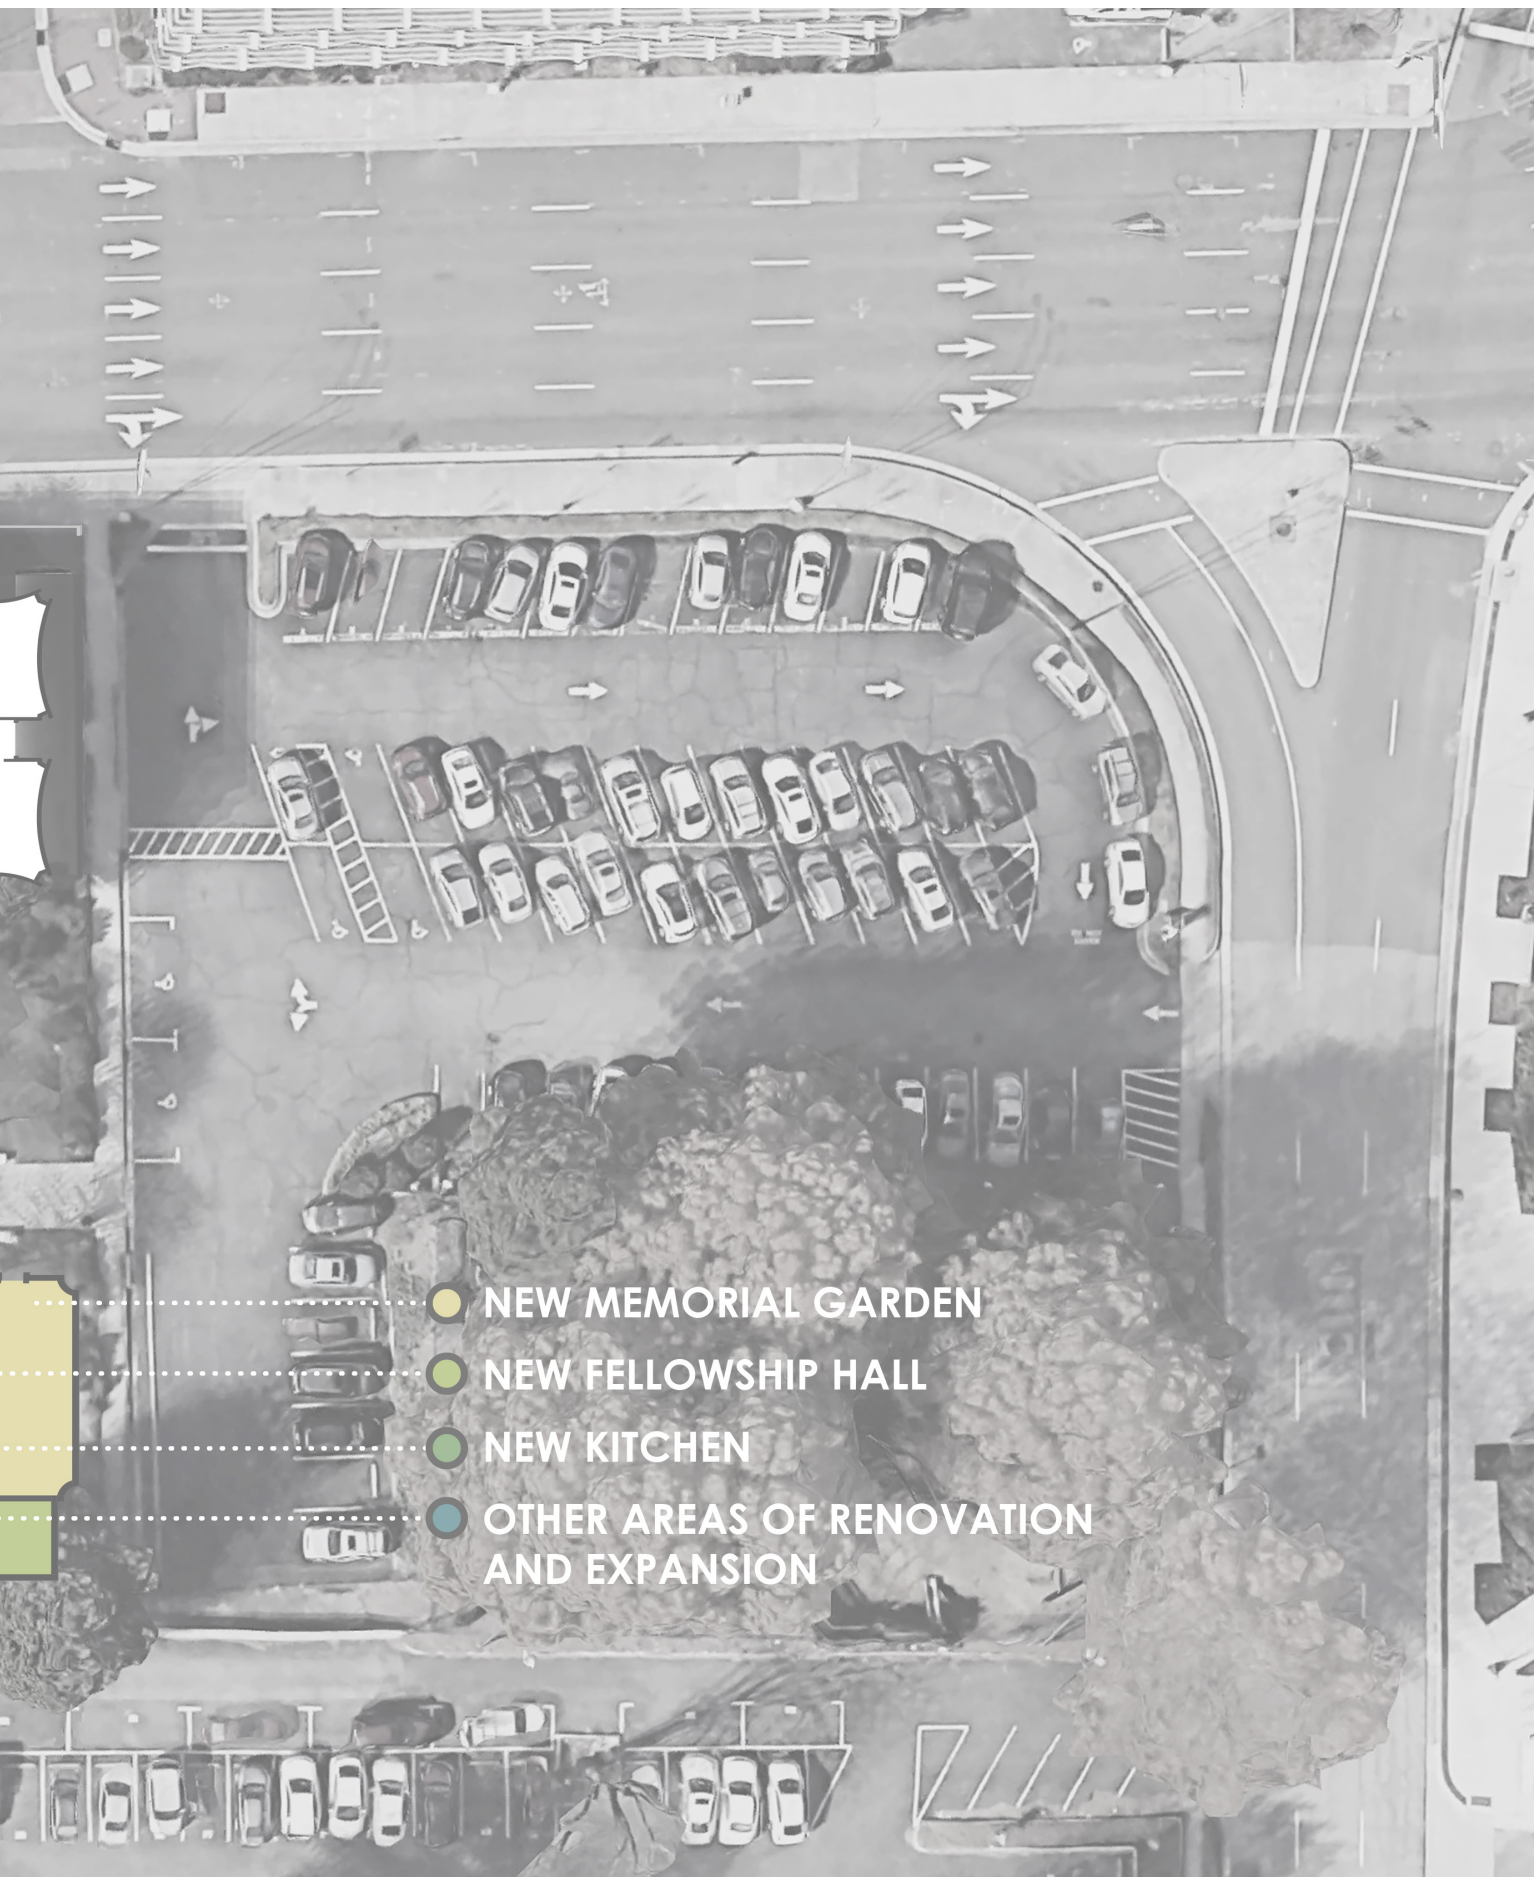 NEW MEMORIAL GARDEN
NEW FELLOWSHIP HALL
NEW KITCHEN
OTHER AREAS OF RENOVATION
AND EXPANSION